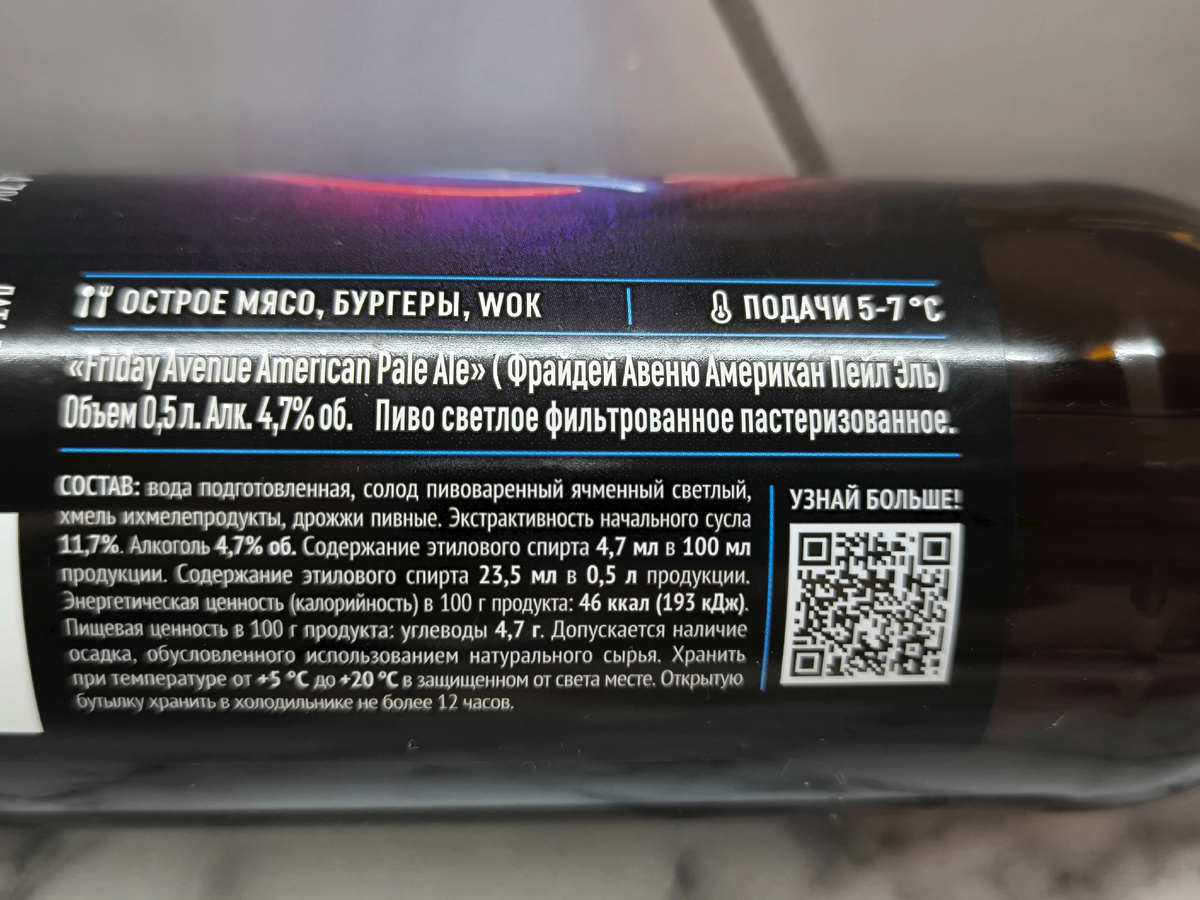 ОСТРОЕ МЯСО, БУРГЕРЫ, WOK
ПОДАЧИ 5-7 °C
«Friday Avenue American Pale Ale» ( Фрайдей Авеню Американ Пейл Эль)
Объем 0,5 л. Алк. 4,7% об. Пиво светлое фильтрованное пастеризованное.
СОСТАВ: вода подготовленная, солод пивоваренный ячменный светлый,
хмель ихмелепродукты, дрожжи пивные. Экстрактивность начального сусла
11,7%. Алкоголь 4,7% об. Содержание этилового спирта 4,7 мл в 100 мл
продукции. Содержание этилового спирта 23,5 мл в 0,5 л продукции.
Энергетическая ценность (калорийность) в 100 г продукта: 46 ккал (193 кДж).
Пищевая ценность в 100 г продукта: углеводы 4,7 г. Допускается наличие
осадка, обусловленного использованием натурального сырья. Хранить
при температуре от +5 °C до +20 °C в защищенном от света месте. Открытую
бутылку хранить в холодильнике не более 12 часов.
УЗНАЙ БОЛЬШЕ!